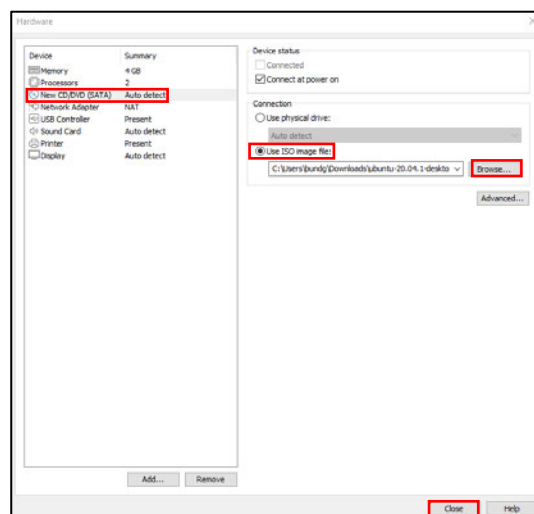 Hardware
Device Summary
Memory 4 GB
Processors 2
New CD/DVD (SATA) Auto detect
Network Adapter NAT
USB Controller Present
Sound Card Auto detect
Printer Present
Display Auto detect
Add... Remove
Device status
Connected
Connect at power on
Connection
Use physical drive:
Auto detect
Use ISO image file:
C:\Users\bundg\Downloads\ubuntu-20.04.1-deskto Browse...
Advanced...
Close Help